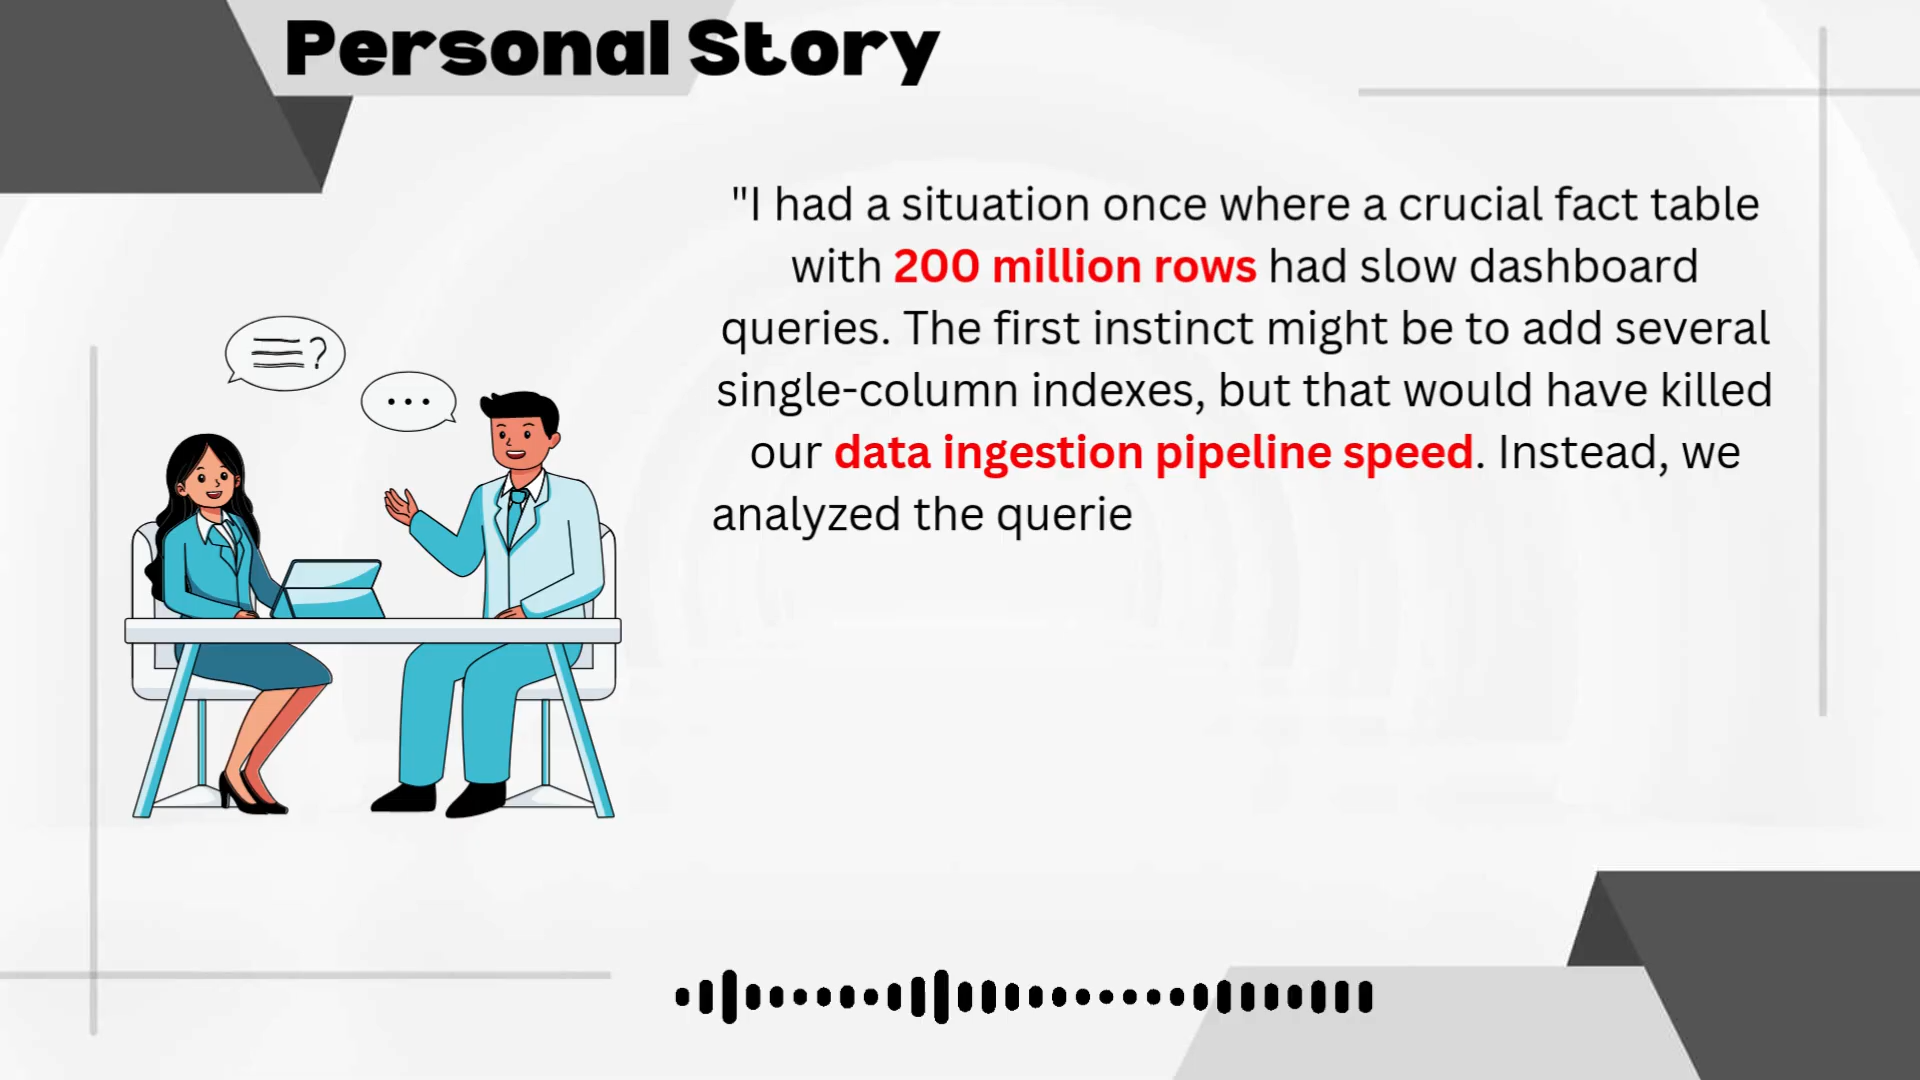 Personal Story
"I had a situation once where a crucial fact table
with 200 million rows had slow dashboard
queries. The first instinct might be to add several
single-column indexes, but that would have killed
our data ingestion pipeline speed. Instead, we
analyzed the querie
?